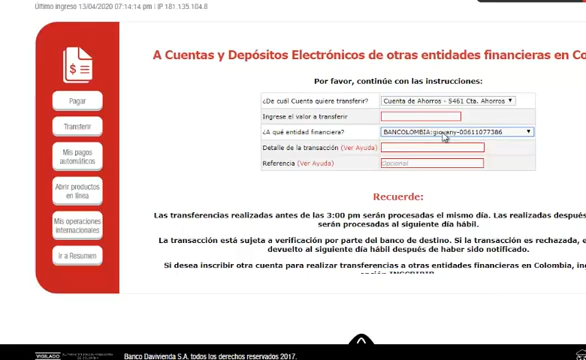 Último ingreso 13/04/2020 07:14:14 pm | IP 181.135.104.8
A Cuentas y Depósitos Electrónicos de otras entidades financieras en Co
Por favor, continúe con las instrucciones:
Pagar
Transferir
Mis pagos
automáticos
Abrir productos
en línea
Mis operaciones
internacionales
Ir a Resumen
¿De cuál Cuenta quiere transferir? Cuenta de Ahorros - 5461 Cta. Ahorros
Ingrese el valor a transferir
¿A qué entidad financiera? BANCOLOMBIA:giovany-00611077386
Detalle de la transacción (Ver Ayuda)
Referencia (Ver Ayuda) Opcional
Recuerde:
Las transferencias realizadas antes de las 3:00 pm serán procesadas el mismo día. Las realizadas después
serán procesadas al siguiente día hábil.
La transacción está sujeta a verificación por parte del banco de destino. Si la transacción es rechazada, e
devuelto al siguiente día hábil después de haber sido notificado.
Si desea inscribir otra cuenta para realizar transferencias a otras entidades financieras en Colombia, ing
opción INSCRIBIR
VIGILADO
Banco Davivienda S.A. todos los derechos reservados 2017.